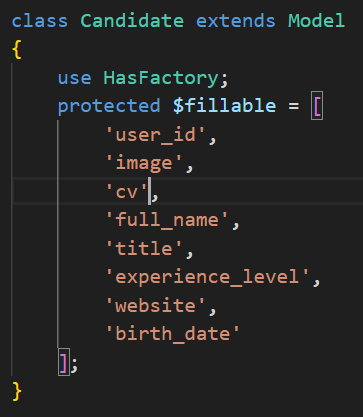 class Candidate extends Model
{
    use HasFactory;
    protected $fillable = [
        'user_id',
        'image',
        'cv',
        'full_name',
        'title',
        'experience_level',
        'website',
        'birth_date'
    ];
}